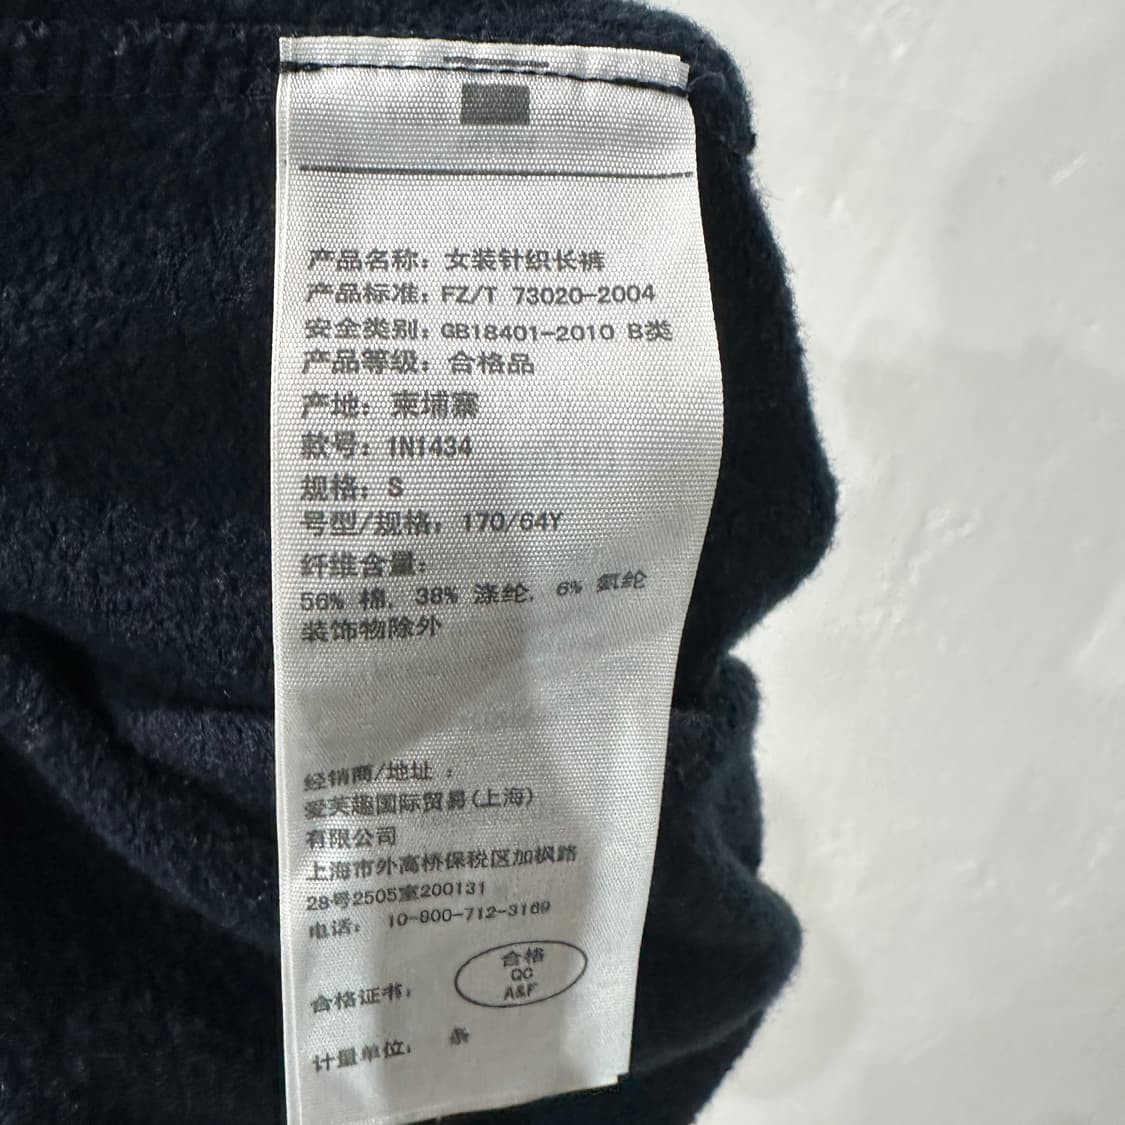 产品名称：女装针织长裤
产品标准：FZ/T 73020-2004
安全类别：GB18401-2010 B类
产品等级：合格品
产地：柬埔寨
款号：1N1434
规格：S
号型/规格：170/64Y
纤维含量：
56% 棉, 38% 涤纶, 6% 氨纶
装饰物除外
经销商/地址 :
爱芙趣国际贸易(上海)
有限公司
上海市外高桥保税区加枫路
28号2505室200131
电话： 10-800-712-3169
合格证书：
合格
QC
A&F
计量单位： 条